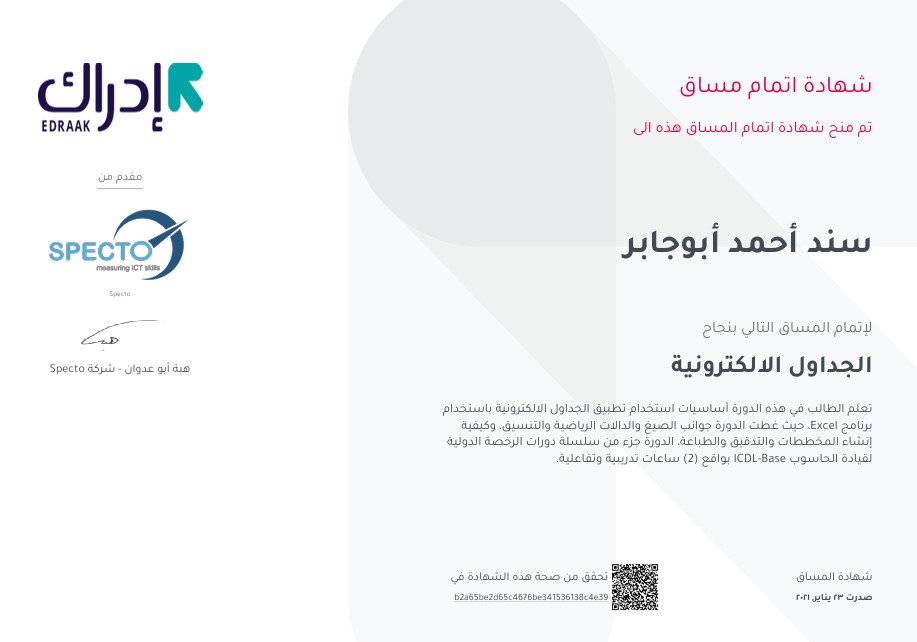 شهادة اتمام مساق
تم منح شهادة اتمام المساق هذه الى
سند أحمد أبوجابر
لإتمام المساق التالي بنجاح
الجداول الالكترونية
تعلم الطالب في هذه الدورة أساسيات استخدام تطبيق الجداول الالكترونية باستخدام
برنامج Excel، حيث غطت الدورة جوانب الصيغ والدالات الرياضية والتنسيق، وكيفية
إنشاء المخططات والتدقيق والطباعة، الدورة جزء من سلسلة دورات الرخصة الدولية
لقيادة الحاسوب ICDL-Base بواقع (2) ساعات تدريبية وتفاعلية.
شهادة المساق
صدرت ٢٣ يناير, ٢٠٢١
تحقق من صحة هذه الشهادة في
b2a65be2d65c4676be341536138c4e39
إدراك
EDRAAK
مقدم من
SPECTO
measuring ICT skills
Specto
هبة
هبة أبو عدوان - شركة Specto